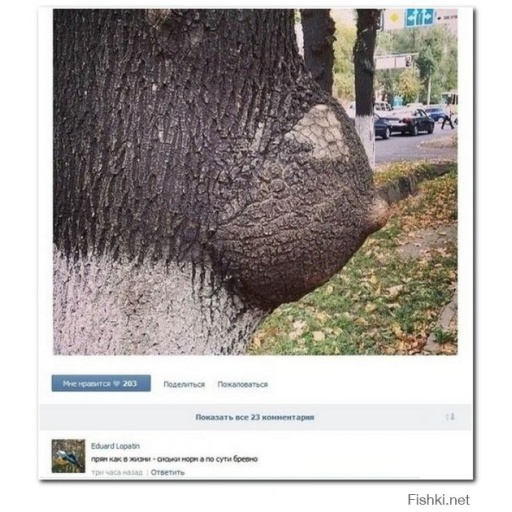 Мне нравится 203
Поделиться
Пожаловаться
Показать все 23 комментария
Eduard Lopatin
прям как в жизни - сиськи норм а по сути бревно
три часа назад | Ответить
Fishki.net